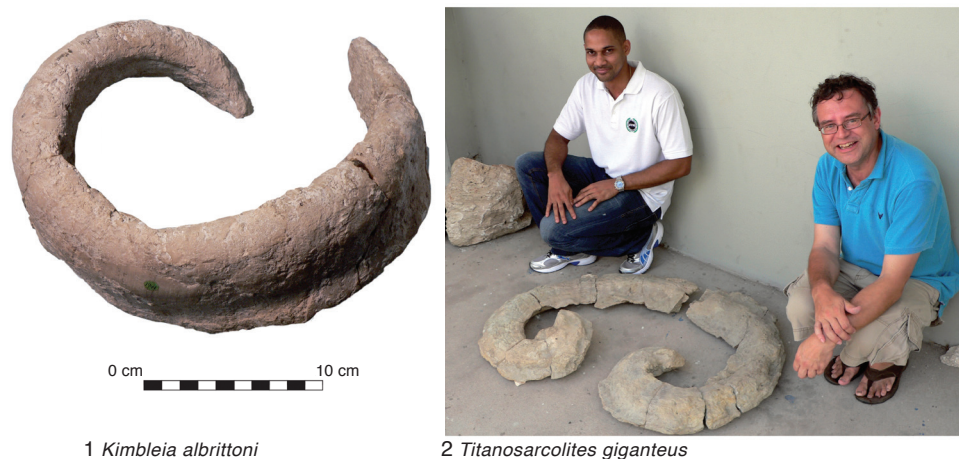 0 cm 10 cm
1 Kimbleia albrittoni
2 Titanosarcolites giganteus